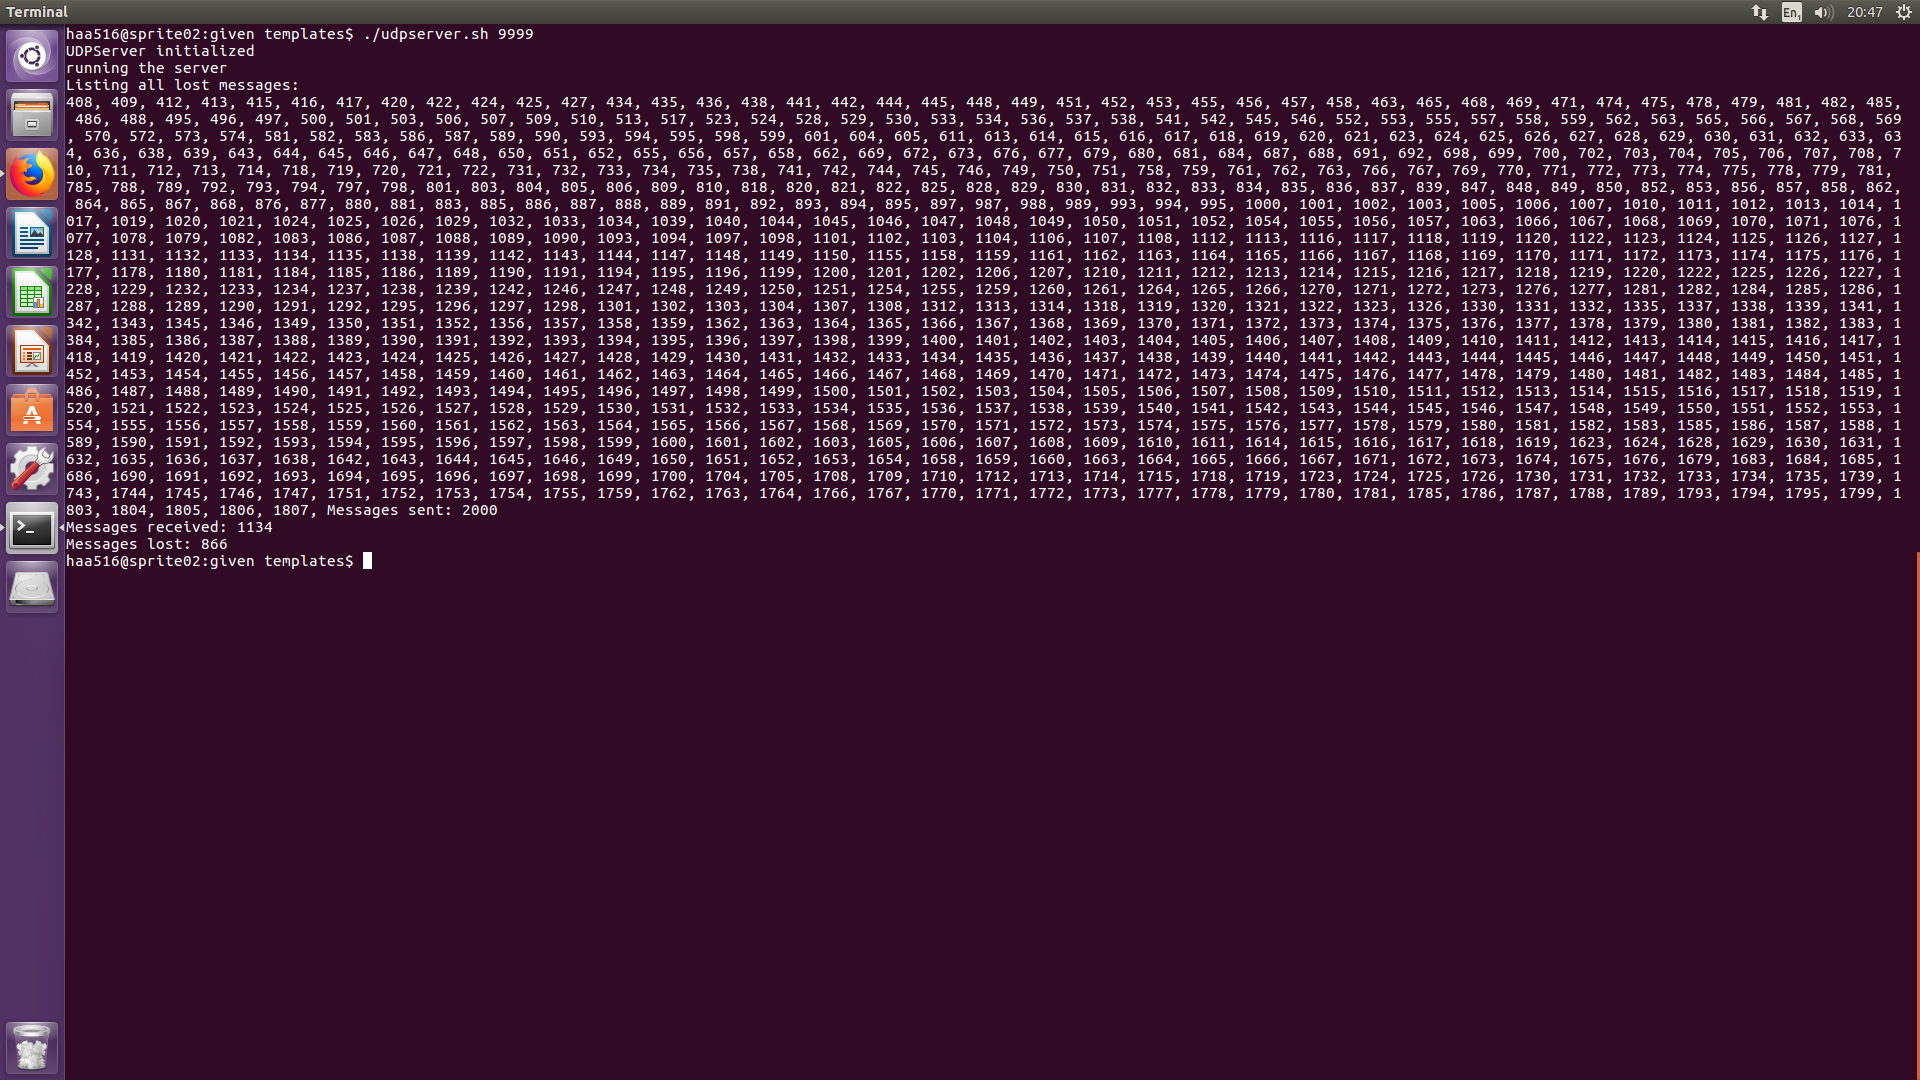 Terminal
En1
20:47
haa516@sprite02:given templates$ ./udpserver.sh 9999
UDPServer initialized
running the server
Listing all lost messages:
408, 409, 412, 413, 415, 416, 417, 420, 422, 424, 425, 427, 434, 435, 436, 438, 441, 442, 444, 445, 448, 449, 451, 452, 453, 455, 456, 457, 458, 463, 465, 468, 469, 471, 474, 475, 478, 479, 481, 482, 485,
486, 488, 495, 496, 497, 500, 501, 503, 506, 507, 509, 510, 513, 517, 523, 524, 528, 529, 530, 533, 534, 536, 537, 538, 541, 542, 545, 546, 552, 553, 555, 557, 558, 559, 562, 563, 565, 566, 567, 568, 569
, 570, 572, 573, 574, 581, 582, 583, 586, 587, 589, 590, 593, 594, 595, 598, 599, 601, 604, 605, 611, 613, 614, 615, 616, 617, 618, 619, 620, 621, 623, 624, 625, 626, 627, 628, 629, 630, 631, 632, 633, 63
4, 636, 638, 639, 643, 644, 645, 646, 647, 648, 650, 651, 652, 655, 656, 657, 658, 662, 669, 672, 673, 676, 677, 679, 680, 681, 684, 687, 688, 691, 692, 698, 699, 700, 702, 703, 704, 705, 706, 707, 708, 7
10, 711, 712, 713, 714, 718, 719, 720, 721, 722, 731, 732, 733, 734, 735, 738, 741, 742, 744, 745, 746, 749, 750, 751, 758, 759, 761, 762, 763, 766, 767, 769, 770, 771, 772, 773, 774, 775, 778, 779, 781,
785, 788, 789, 792, 793, 794, 797, 798, 801, 803, 804, 805, 806, 809, 810, 818, 820, 821, 822, 825, 828, 829, 830, 831, 832, 833, 834, 835, 836, 837, 839, 847, 848, 849, 850, 852, 853, 856, 857, 858, 862,
864, 865, 867, 868, 876, 877, 880, 881, 883, 885, 886, 887, 888, 889, 891, 892, 893, 894, 895, 897, 987, 988, 989, 993, 994, 995, 1000, 1001, 1002, 1003, 1005, 1006, 1007, 1010, 1011, 1012, 1013, 1014, 1
017, 1019, 1020, 1021, 1024, 1025, 1026, 1029, 1032, 1033, 1034, 1039, 1040, 1044, 1045, 1046, 1047, 1048, 1049, 1050, 1051, 1052, 1054, 1055, 1056, 1057, 1063, 1066, 1067, 1068, 1069, 1070, 1071, 1076, 1
077, 1078, 1079, 1082, 1083, 1086, 1087, 1088, 1089, 1090, 1093, 1094, 1097, 1098, 1101, 1102, 1103, 1104, 1106, 1107, 1108, 1112, 1113, 1116, 1117, 1118, 1119, 1120, 1122, 1123, 1124, 1125, 1126, 1127, 1
128, 1131, 1132, 1133, 1134, 1135, 1138, 1139, 1142, 1143, 1144, 1147, 1148, 1149, 1150, 1155, 1158, 1159, 1161, 1162, 1163, 1164, 1165, 1166, 1167, 1168, 1169, 1170, 1171, 1172, 1173, 1174, 1175, 1176, 1
177, 1178, 1180, 1181, 1184, 1185, 1186, 1189, 1190, 1191, 1194, 1195, 1196, 1199, 1200, 1201, 1202, 1206, 1207, 1210, 1211, 1212, 1213, 1214, 1215, 1216, 1217, 1218, 1219, 1220, 1222, 1225, 1226, 1227, 1
228, 1229, 1232, 1233, 1234, 1237, 1238, 1239, 1242, 1246, 1247, 1248, 1249, 1250, 1251, 1254, 1255, 1259, 1260, 1261, 1264, 1265, 1266, 1270, 1271, 1272, 1273, 1276, 1277, 1281, 1282, 1284, 1285, 1286, 1
287, 1288, 1289, 1290, 1291, 1292, 1295, 1296, 1297, 1298, 1301, 1302, 1303, 1304, 1307, 1308, 1312, 1313, 1314, 1318, 1319, 1320, 1321, 1322, 1323, 1326, 1330, 1331, 1332, 1335, 1337, 1338, 1339, 1341, 1
342, 1343, 1345, 1346, 1349, 1350, 1351, 1352, 1356, 1357, 1358, 1359, 1362, 1363, 1364, 1365, 1366, 1367, 1368, 1369, 1370, 1371, 1372, 1373, 1374, 1375, 1376, 1377, 1378, 1379, 1380, 1381, 1382, 1383, 1
384, 1385, 1386, 1387, 1388, 1389, 1390, 1391, 1392, 1393, 1394, 1395, 1396, 1397, 1398, 1399, 1400, 1401, 1402, 1403, 1404, 1405, 1406, 1407, 1408, 1409, 1410, 1411, 1412, 1413, 1414, 1415, 1416, 1417, 1
418, 1419, 1420, 1421, 1422, 1423, 1424, 1425, 1426, 1427, 1428, 1429, 1430, 1431, 1432, 1433, 1434, 1435, 1436, 1437, 1438, 1439, 1440, 1441, 1442, 1443, 1444, 1445, 1446, 1447, 1448, 1449, 1450, 1451, 1
452, 1453, 1454, 1455, 1456, 1457, 1458, 1459, 1460, 1461, 1462, 1463, 1464, 1465, 1466, 1467, 1468, 1469, 1470, 1471, 1472, 1473, 1474, 1475, 1476, 1477, 1478, 1479, 1480, 1481, 1482, 1483, 1484, 1485, 1
486, 1487, 1488, 1489, 1490, 1491, 1492, 1493, 1494, 1495, 1496, 1497, 1498, 1499, 1500, 1501, 1502, 1503, 1504, 1505, 1506, 1507, 1508, 1509, 1510, 1511, 1512, 1513, 1514, 1515, 1516, 1517, 1518, 1519, 1
520, 1521, 1522, 1523, 1524, 1525, 1526, 1527, 1528, 1529, 1530, 1531, 1532, 1533, 1534, 1535, 1536, 1537, 1538, 1539, 1540, 1541, 1542, 1543, 1544, 1545, 1546, 1547, 1548, 1549, 1550, 1551, 1552, 1553, 1
554, 1555, 1556, 1557, 1558, 1559, 1560, 1561, 1562, 1563, 1564, 1565, 1566, 1567, 1568, 1569, 1570, 1571, 1572, 1573, 1574, 1575, 1576, 1577, 1578, 1579, 1580, 1581, 1582, 1583, 1585, 1586, 1587, 1588, 1
589, 1590, 1591, 1592, 1593, 1594, 1595, 1596, 1597, 1598, 1599, 1600, 1601, 1602, 1603, 1605, 1606, 1607, 1608, 1609, 1610, 1611, 1614, 1615, 1616, 1617, 1618, 1619, 1623, 1624, 1628, 1629, 1630, 1631, 1
632, 1635, 1636, 1637, 1638, 1642, 1643, 1644, 1645, 1646, 1649, 1650, 1651, 1652, 1653, 1654, 1658, 1659, 1660, 1663, 1664, 1665, 1666, 1667, 1671, 1672, 1673, 1674, 1675, 1676, 1679, 1683, 1684, 1685, 1
686, 1690, 1691, 1692, 1693, 1694, 1695, 1696, 1697, 1698, 1699, 1700, 1704, 1705, 1708, 1709, 1710, 1712, 1713, 1714, 1715, 1718, 1719, 1723, 1724, 1725, 1726, 1730, 1731, 1732, 1733, 1734, 1735, 1739, 1
743, 1744, 1745, 1746, 1747, 1751, 1752, 1753, 1754, 1755, 1759, 1762, 1763, 1764, 1766, 1767, 1770, 1771, 1772, 1773, 1777, 1778, 1779, 1780, 1781, 1785, 1786, 1787, 1788, 1789, 1793, 1794, 1795, 1799, 1
803, 1804, 1805, 1806, 1807, Messages sent: 2000
Messages received: 1134
Messages lost: 866
haa516@sprite02:given templates$